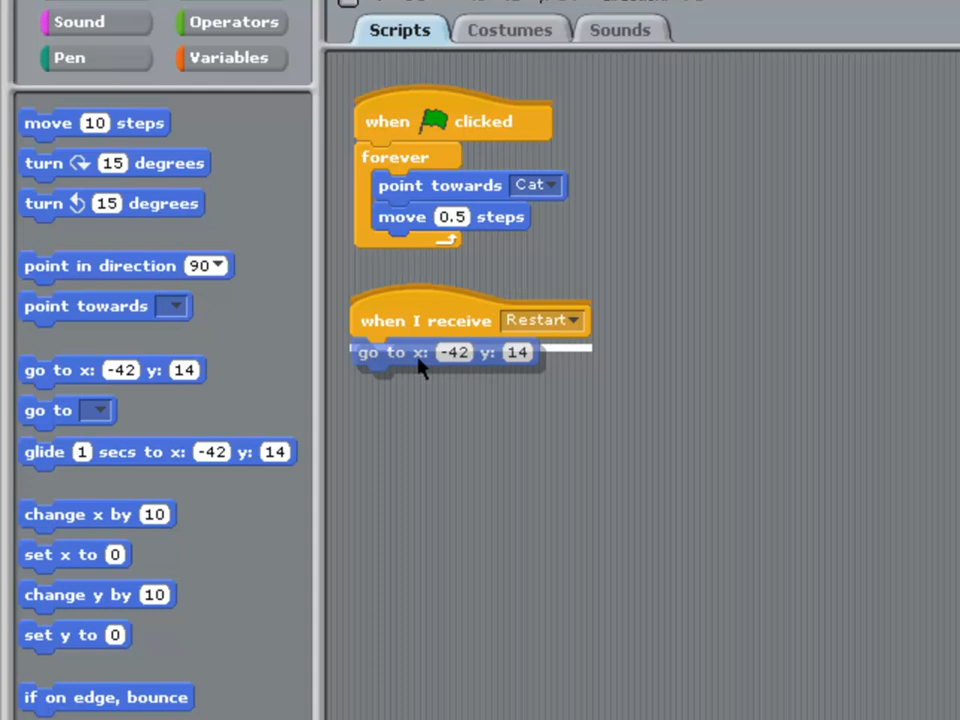 Sound
Operators
Pen
Variables
Scripts
Costumes
Sounds
move 10 steps
turn 15 degrees
turn 15 degrees
point in direction 90
point towards
go to x: -42 y: 14
go to
glide 1 secs to x: -42 y: 14
change x by 10
set x to 0
change y by 10
set y to 0
if on edge, bounce
when clicked
forever
point towards Cat
move 0.5 steps
when I receive Restart
go to x: -42 y: 14